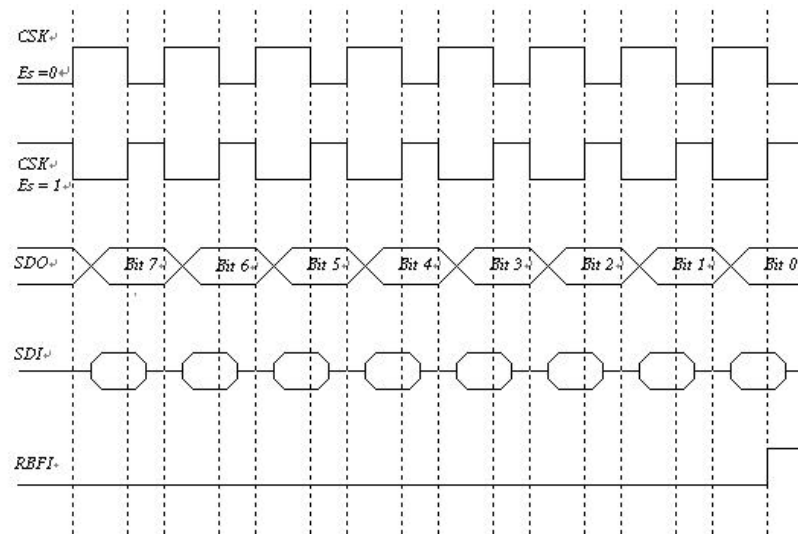 CSK↵
Es =0↵
CSK↵
Es = 1↵
SDO↵ Bit 7↵ Bit 6↵ Bit 5↵ Bit 4↵ Bit 3↵ Bit 2↵ Bit 1↵ Bit 0
SDI↵
RBFI↵